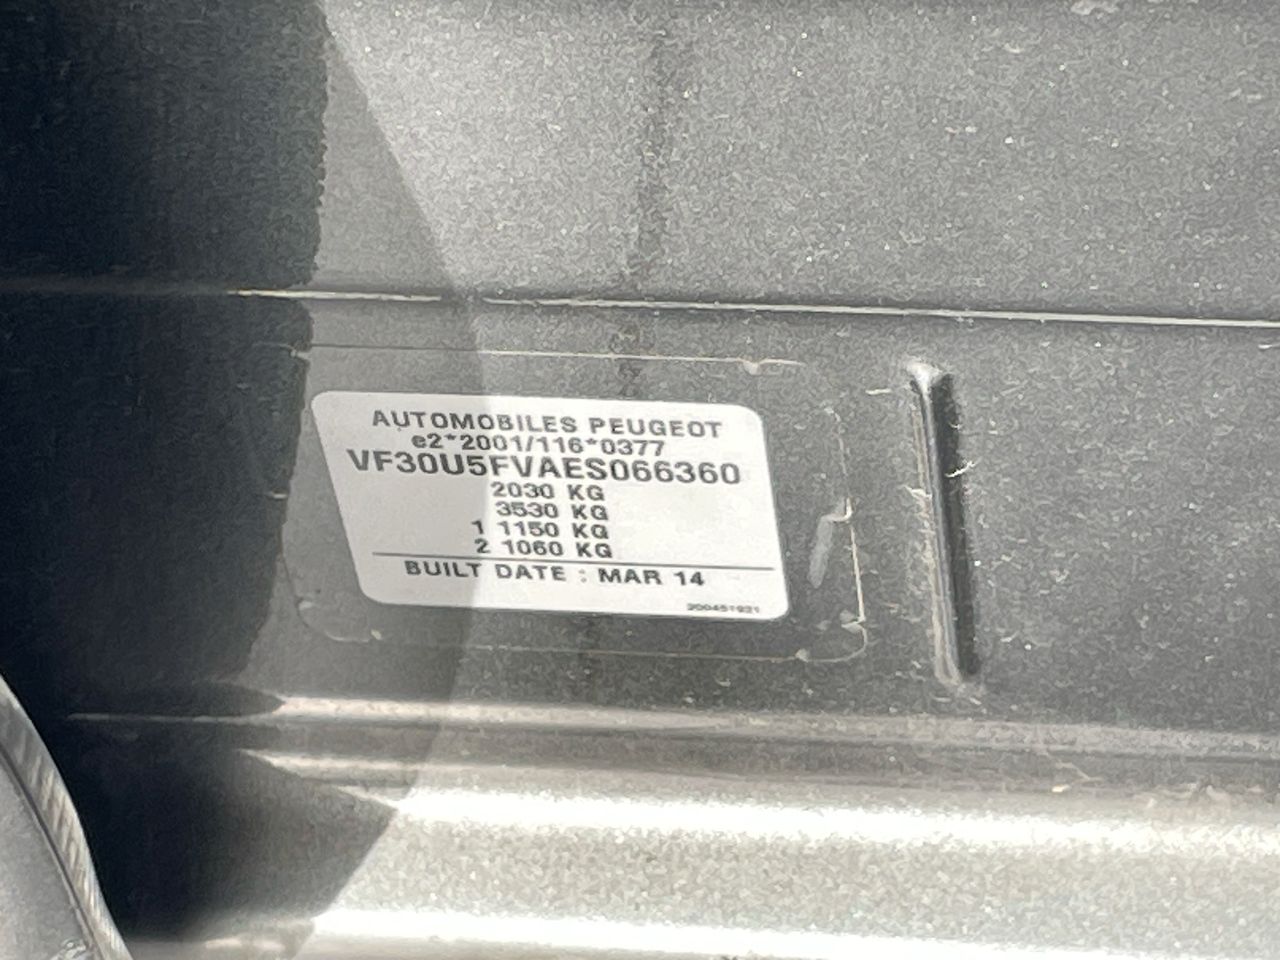 AUTOMOBILES PEUGEOT
e2*2001/116*0377
VF30U5FVAES066360
2030 KG
3530 KG
1 1150 KG
2 1060 KG
BUILT DATE : MAR 14
200451921